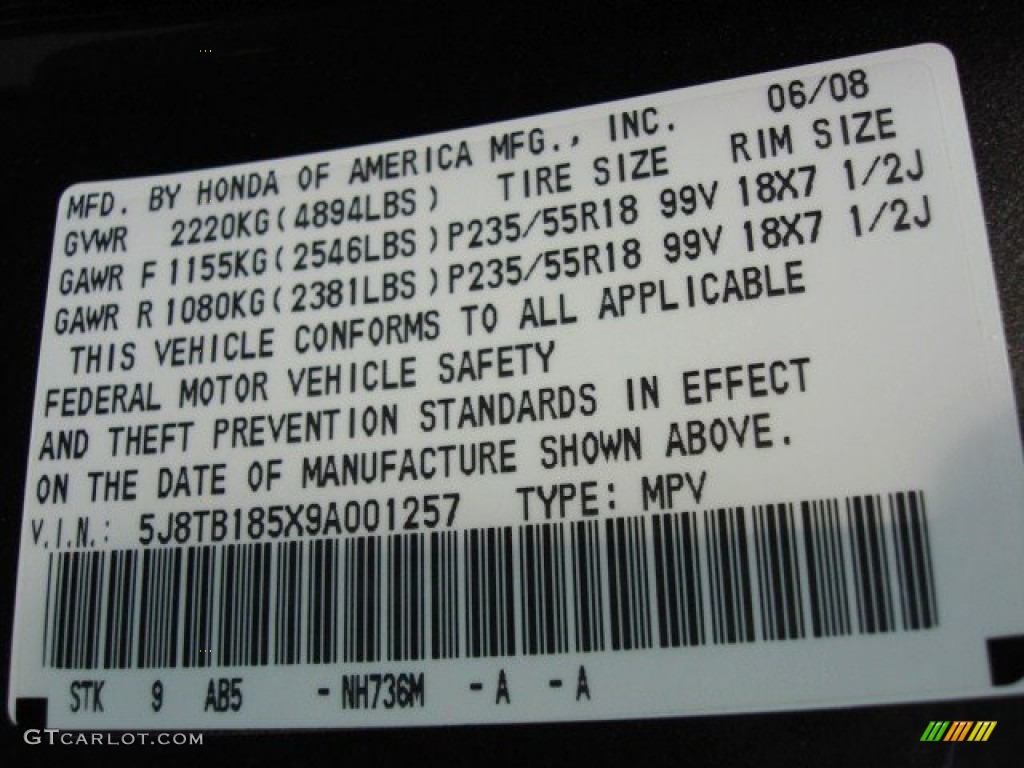 06/08
MFD. BY HONDA OF AMERICA MFG., INC.
GVWR 2220KG(4894LBS) TIRE SIZE RIM SIZE
GAWR F 1155KG(2546LBS)P235/55R18 99V 18X7 1/2J
GAWR R 1080KG(2381LBS)P235/55R18 99V 18X7 1/2J
THIS VEHICLE CONFORMS TO ALL APPLICABLE
FEDERAL MOTOR VEHICLE SAFETY
AND THEFT PREVENTION STANDARDS IN EFFECT
ON THE DATE OF MANUFACTURE SHOWN ABOVE.
V.I.N.: 5J8TB185X9A001257 TYPE: MPV
STK 9 AB5 -NH736M -A -A
GTCARLOT.COM